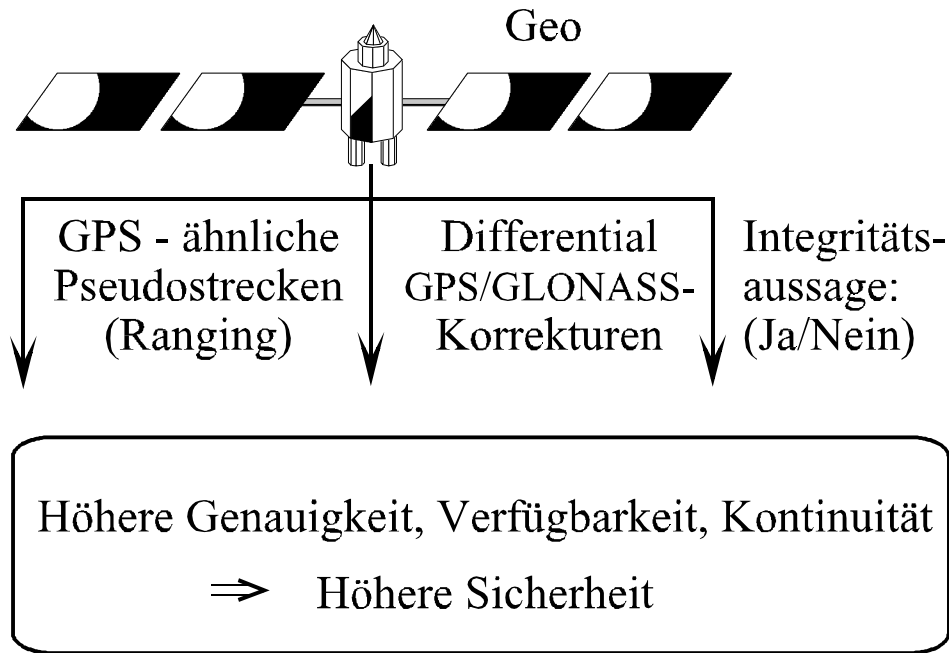 Geo
GPS - ähnliche
Pseudostrecken
(Ranging)
Differential
GPS/GLONASS-
Korrekturen
Integritäts-
aussage:
(Ja/Nein)
Höhere Genauigkeit, Verfügbarkeit, Kontinuität
⇒ Höhere Sicherheit